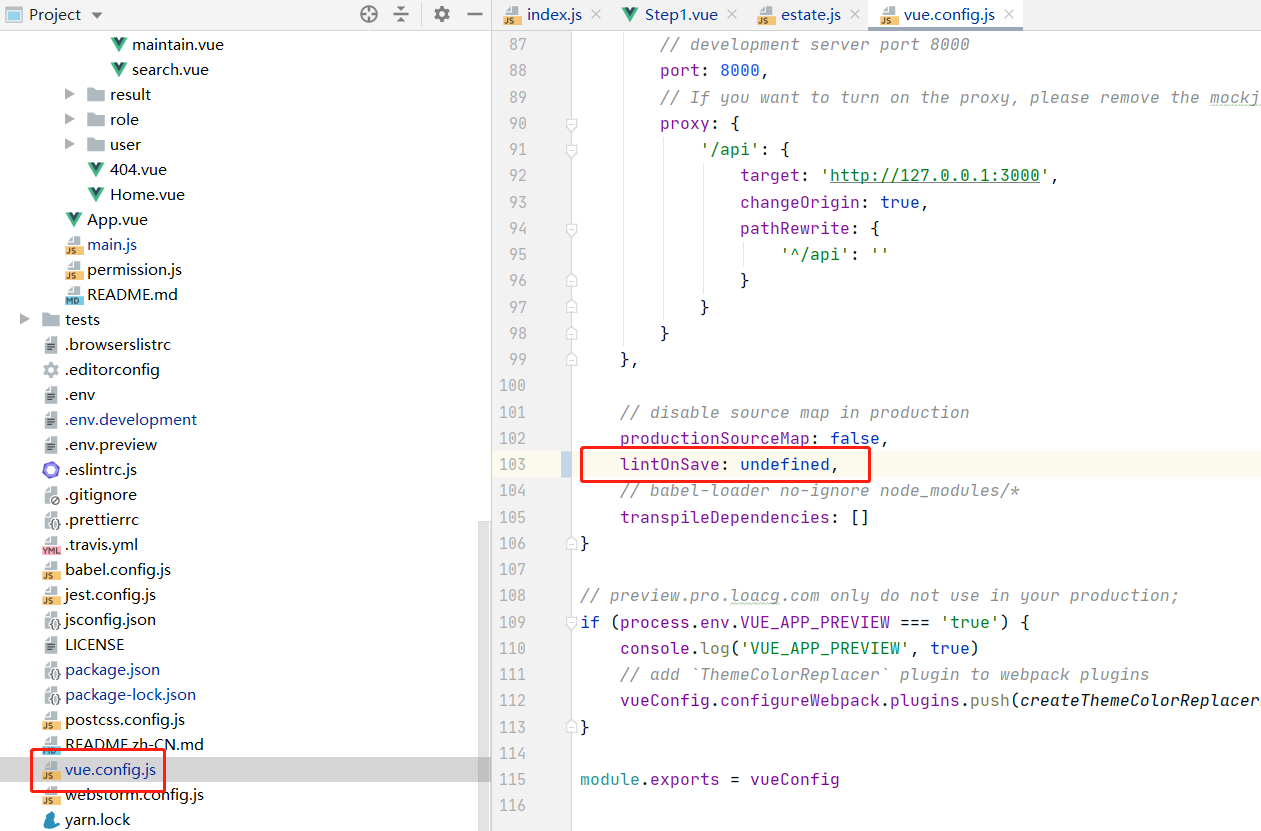 Project
maintain.vue
search.vue
result
role
user
404.vue
Home.vue
App.vue
main.js
permission.js
README.md
tests
.browserslistrc
.editorconfig
.env
.env.development
.env.preview
.eslintrc.js
.gitignore
.prettierrc
.travis.yml
babel.config.js
jest.config.js
jsconfig.json
LICENSE
package.json
package-lock.json
postcss.config.js
README.zh-CN.md
vue.config.js
webstorm.config.js
yarn.lock
index.js Step1.vue estate.js vue.config.js
87 // development server port 8000
88 port: 8000,
89 // If you want to turn on the proxy, please remove the mockj
90 proxy: {
91 '/api': {
92 target: 'http://127.0.0.1:3000',
93 changeOrigin: true,
94 pathRewrite: {
95 '^/api': ''
96 }
97 }
98 }
99 },
100
101 // disable source map in production
102 productionSourceMap: false,
103 lintOnSave: undefined,
104 // babel-loader no-ignore node_modules/*
105 transpileDependencies: []
106 }
107
108 // preview.pro.loacg.com only do not use in your production;
109 if (process.env.VUE_APP_PREVIEW === 'true') {
110 console.log('VUE_APP_PREVIEW', true)
111 // add `ThemeColorReplacer` plugin to webpack plugins
112 vueConfig.configureWebpack.plugins.push(createThemeColorReplacer
113 }
114
115 module.exports = vueConfig
116